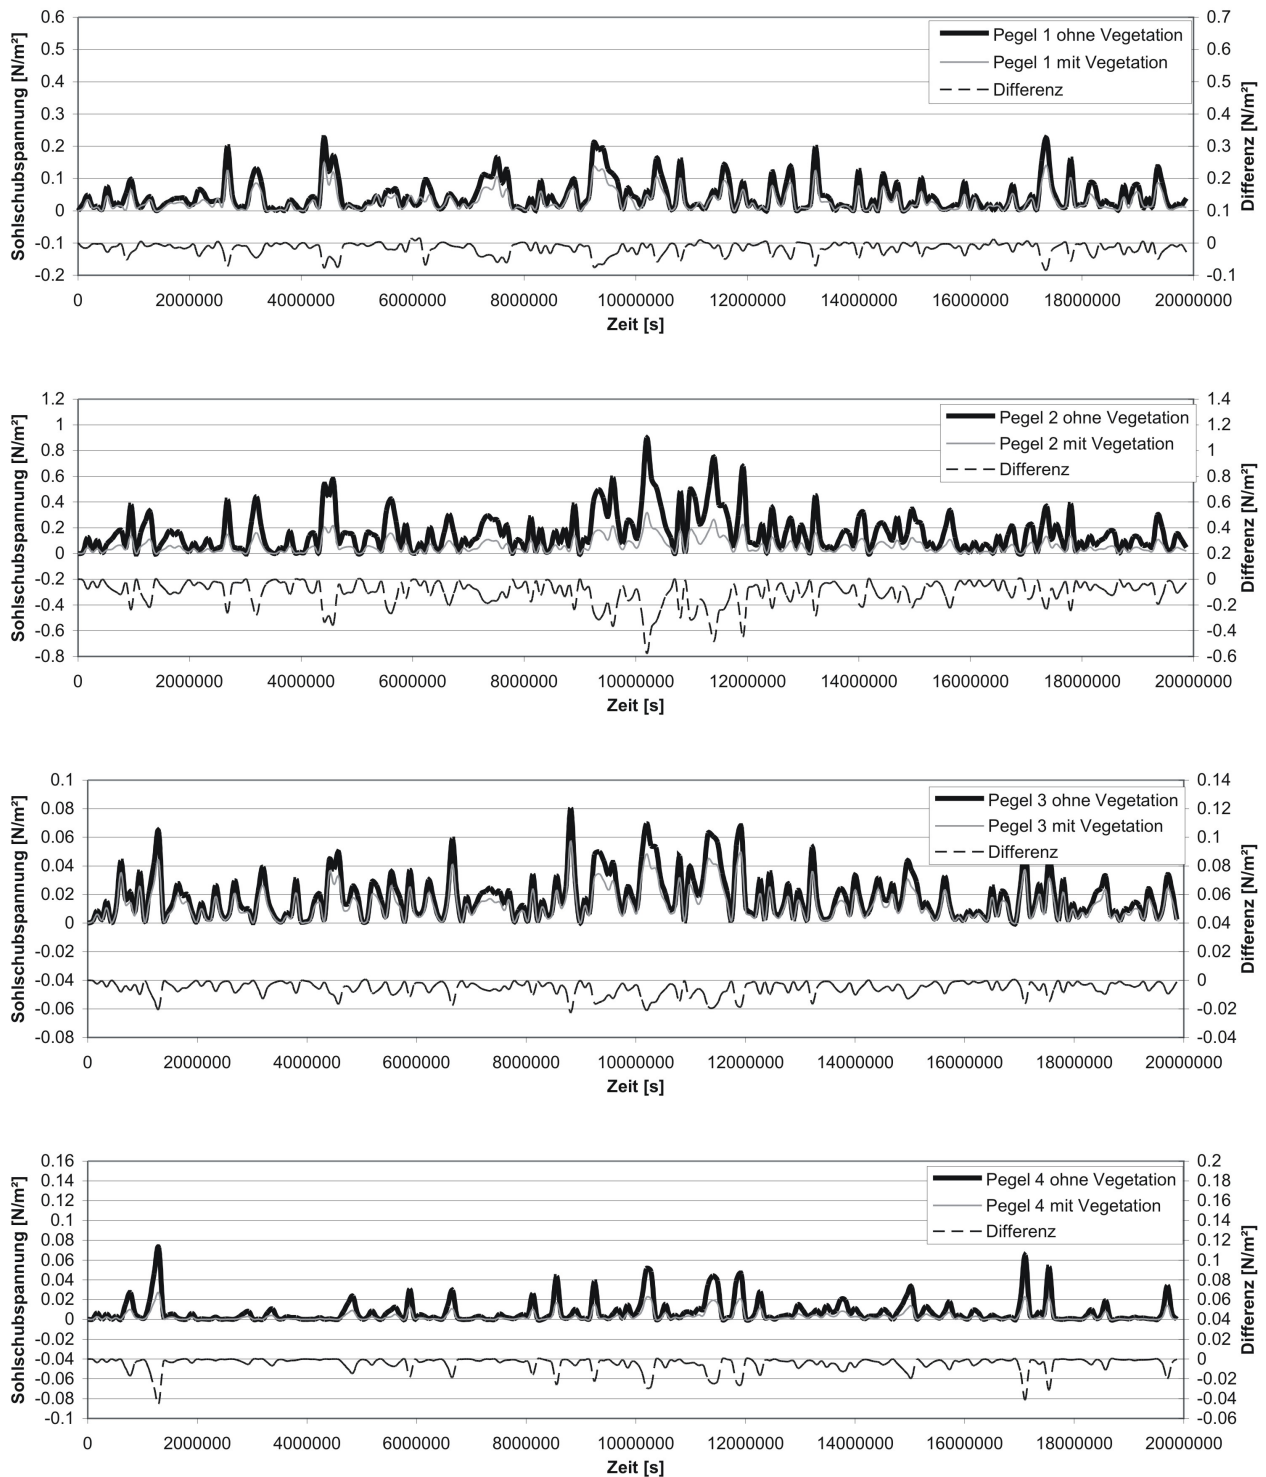 0.6 0.7
0.5 0.6
0.4 0.5
0.3 0.4
0.2 0.3
0.1 0.2
0 0.1
-0.1 0
-0.2 -0.1
Sohlschubspannung [N/m²]
Differenz [N/m²]
Pegel 1 ohne Vegetation
Pegel 1 mit Vegetation
Differenz
0 2000000 4000000 6000000 8000000 10000000 12000000 14000000 16000000 18000000 20000000
Zeit [s]
1.2 1.4
1 1.2
0.8 1
0.6 0.8
0.4 0.6
0.2 0.4
0 0.2
-0.2 0
-0.4 -0.2
-0.6 -0.4
-0.8 -0.6
Sohlschubspannung [N/m²]
Differenz [N/m²]
Pegel 2 ohne Vegetation
Pegel 2 mit Vegetation
Differenz
0 2000000 4000000 6000000 8000000 10000000 12000000 14000000 16000000 18000000 20000000
Zeit [s]
0.1 0.14
0.08 0.12
0.06 0.1
0.04 0.08
0.02 0.06
0 0.04
-0.02 0.02
-0.04 0
-0.06 -0.02
-0.08 -0.04
Sohlschubspannung [N/m²]
Differenz [N/m²]
Pegel 3 ohne Vegetation
Pegel 3 mit Vegetation
Differenz
0 2000000 4000000 6000000 8000000 10000000 12000000 14000000 16000000 18000000 20000000
Zeit [s]
0.16 0.2
0.14 0.18
0.12 0.16
0.1 0.14
0.08 0.12
0.06 0.1
0.04 0.08
0.02 0.06
0 0.04
-0.02 0.02
-0.04 0
-0.06 -0.02
-0.08 -0.04
-0.1 -0.06
Sohlschubspannung [N/m²]
Differenz [N/m²]
Pegel 4 ohne Vegetation
Pegel 4 mit Vegetation
Differenz
0 2000000 4000000 6000000 8000000 10000000 12000000 14000000 16000000 18000000 20000000
Zeit [s]